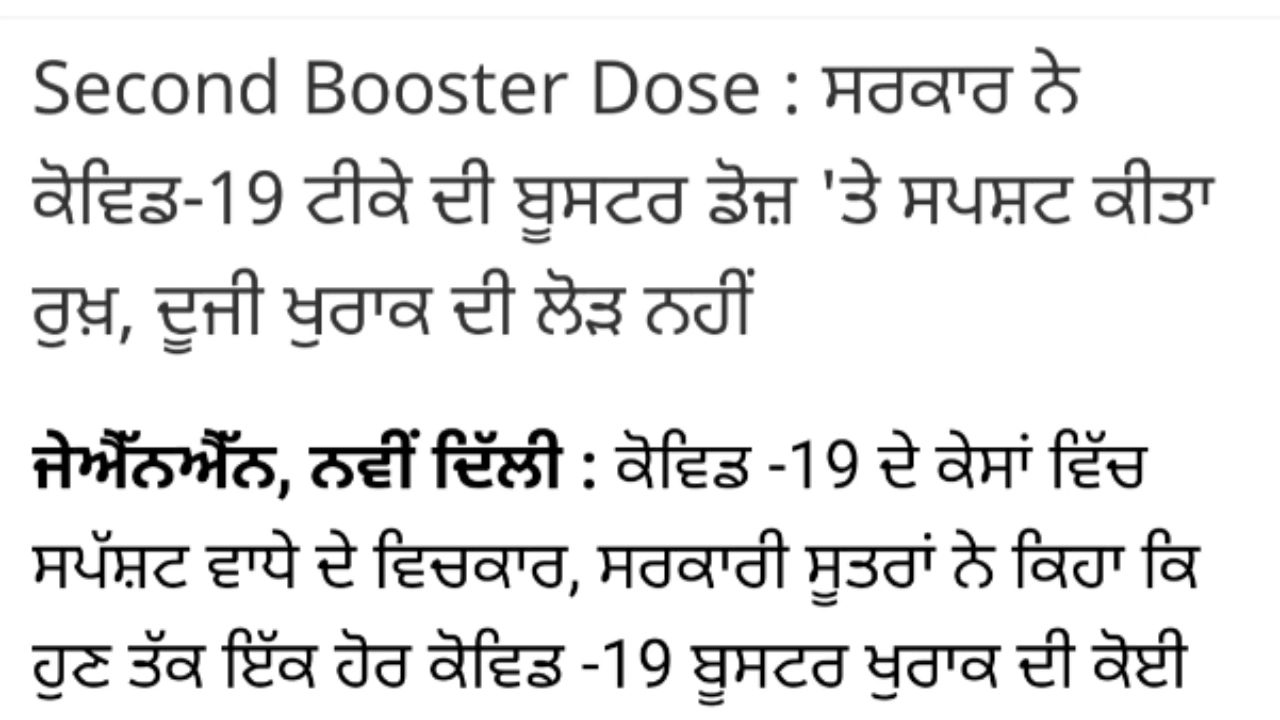 Second Booster Dose : ਸਰਕਾਰ ਨੇ
ਕੋਵਿਡ-19 ਟੀਕੇ ਦੀ ਬੂਸਟਰ ਡੋਜ਼ 'ਤੇ ਸਪਸ਼ਟ ਕੀਤਾ
ਰੁਖ਼, ਦੂਜੀ ਖੁਰਾਕ ਦੀ ਲੋੜ ਨਹੀਂ
ਜੇਐੱਨਐੱਨ, ਨਵੀਂ ਦਿੱਲੀ : ਕੋਵਿਡ -19 ਦੇ ਕੇਸਾਂ ਵਿੱਚ
ਸਪੱਸ਼ਟ ਵਾਧੇ ਦੇ ਵਿਚਕਾਰ, ਸਰਕਾਰੀ ਸੂਤਰਾਂ ਨੇ ਕਿਹਾ ਕਿ
ਹੁਣ ਤੱਕ ਇੱਕ ਹੋਰ ਕੋਵਿਡ -19 ਬੂਸਟਰ ਖੁਰਾਕ ਦੀ ਕੋਈ